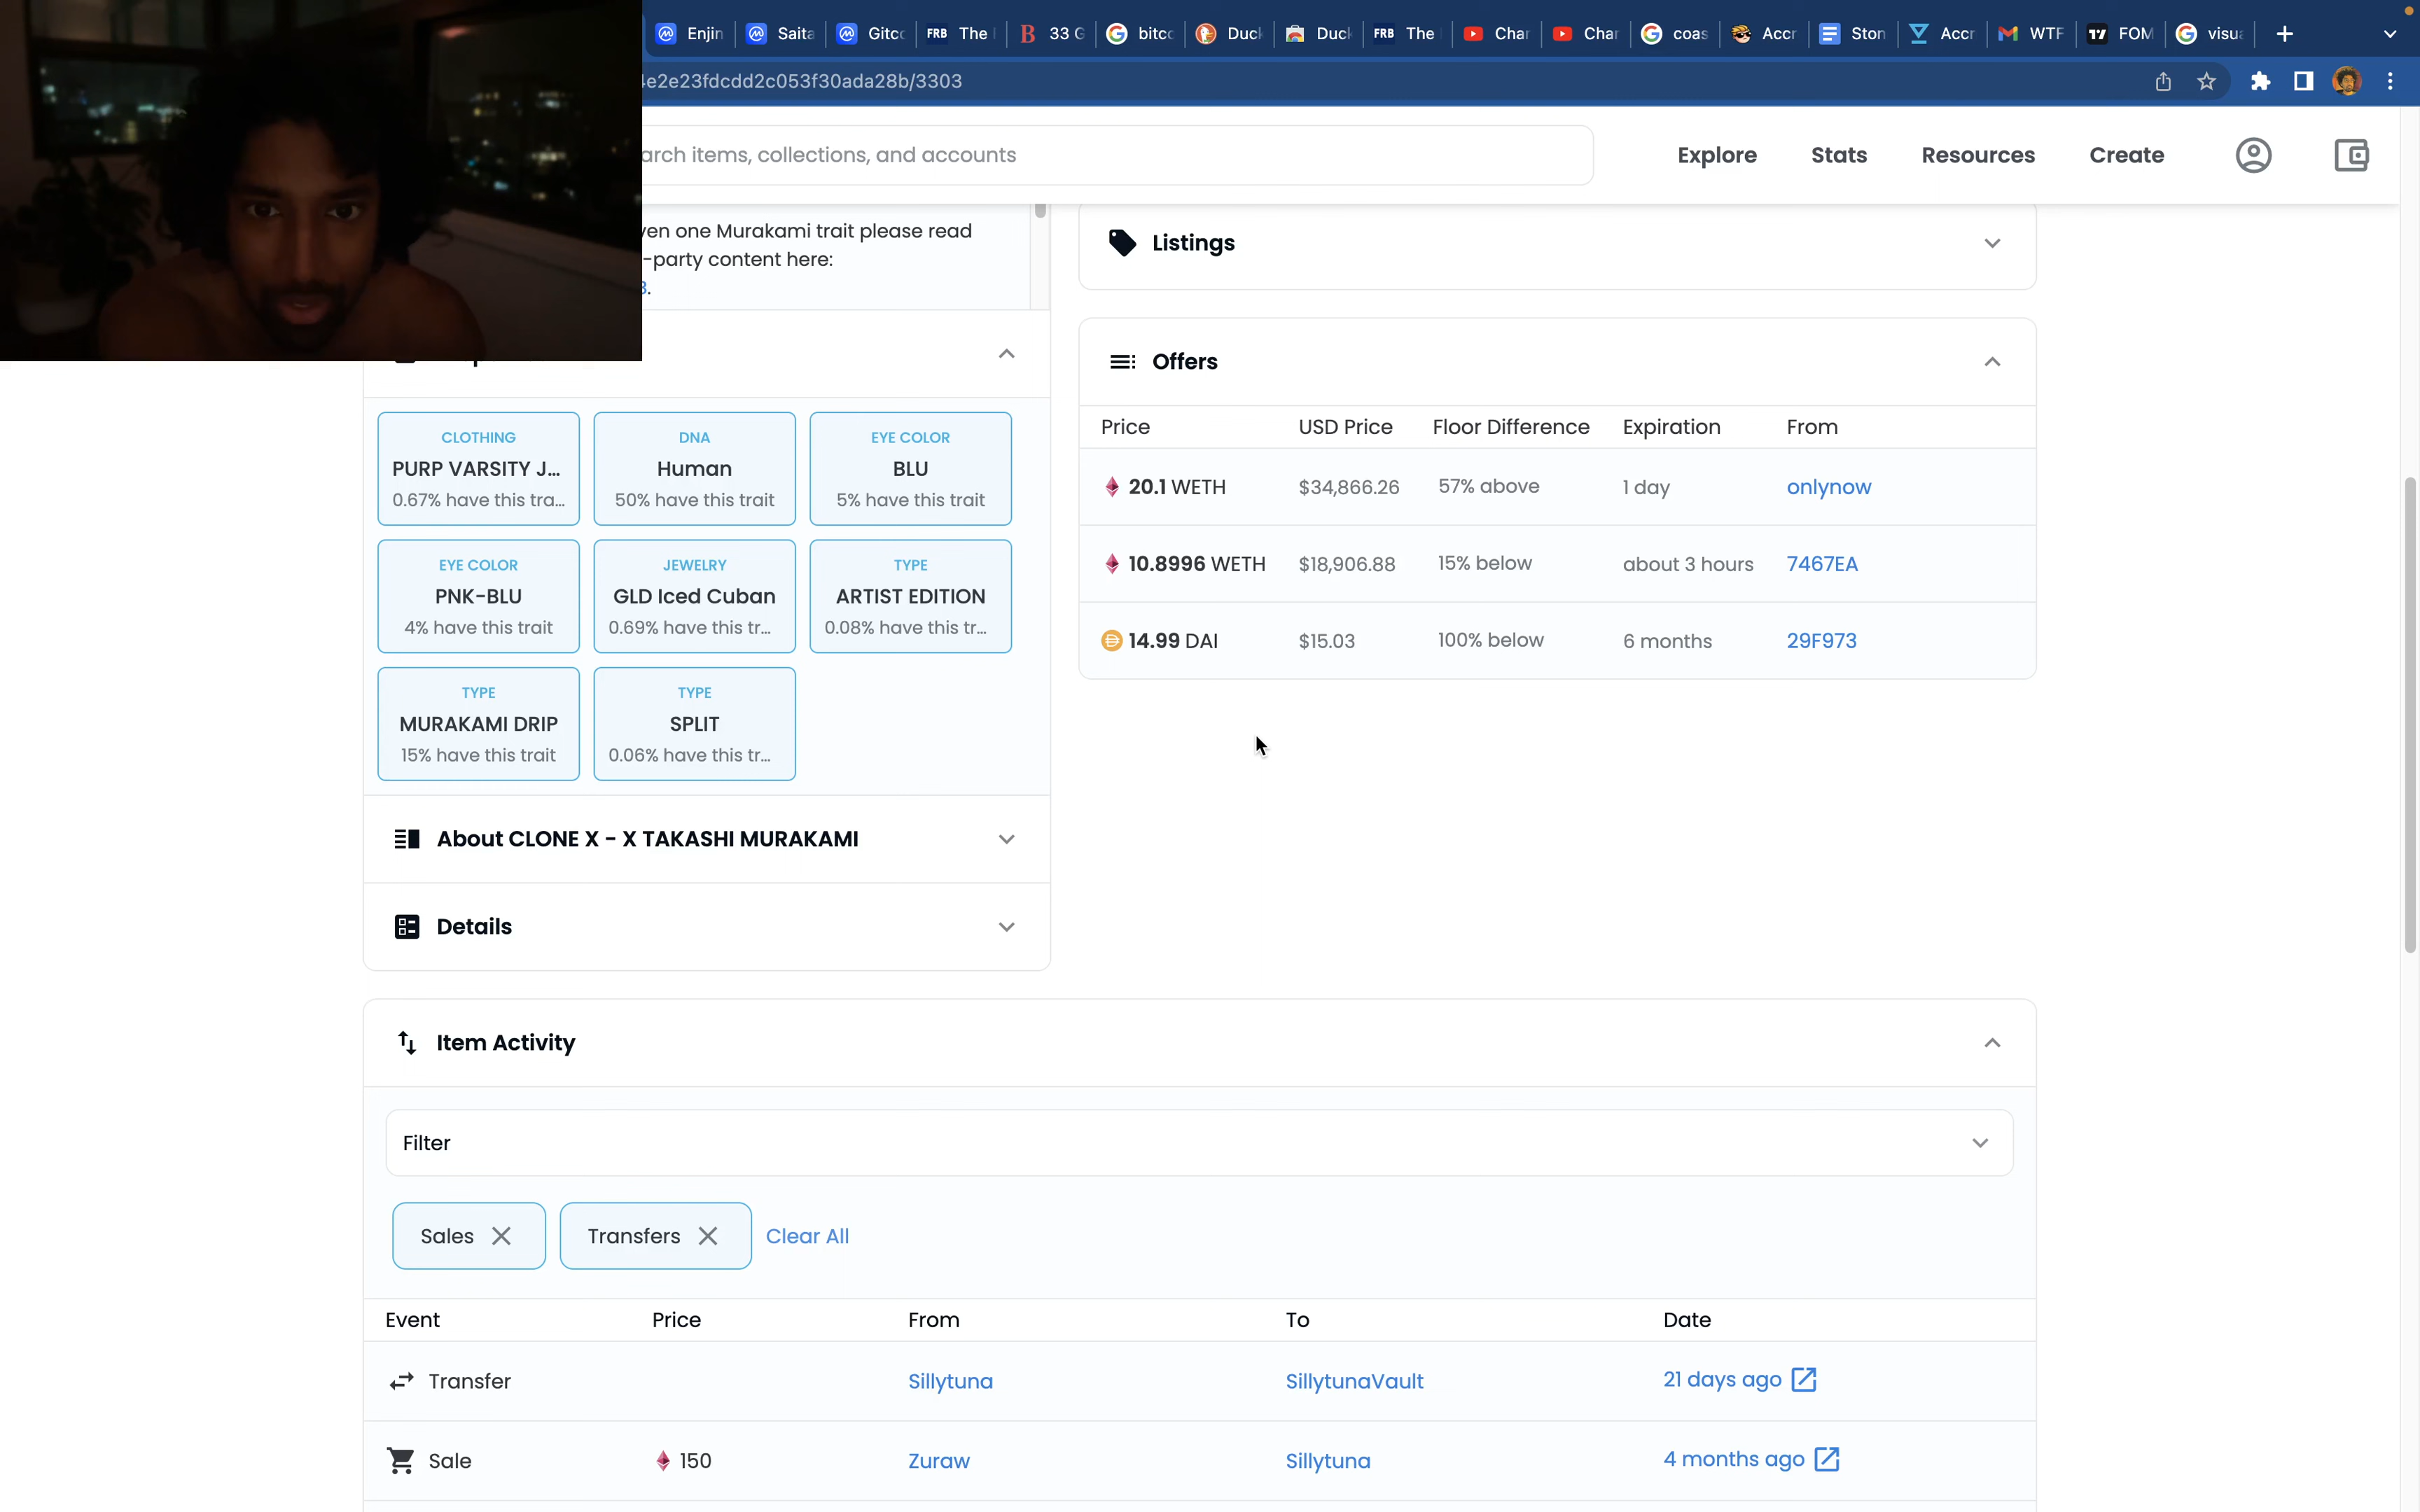 Enjin
Saita
Gitco
FRB The
33 G
bitco
Duck
Duck
FRB The
Char
Char
coas
Accr
Ston
Accr
WTF
FOM
visua
4e2e23fdcdd2c053f30ada28b/3303
arch items, collections, and accounts
Explore
Stats
Resources
Create
ven one Murakami trait please read
-party content here:
3.
CLOTHING
PURP VARSITY J...
0.67% have this tra...
DNA
Human
50% have this trait
EYE COLOR
BLU
5% have this trait
EYE COLOR
PNK-BLU
4% have this trait
JEWELRY
GLD Iced Cuban
0.69% have this tr...
TYPE
ARTIST EDITION
0.08% have this tr...
TYPE
MURAKAMI DRIP
15% have this trait
TYPE
SPLIT
0.06% have this tr...
About CLONE X - X TAKASHI MURAKAMI
Details
Listings
Offers
Price USD Price Floor Difference Expiration From
20.1 WETH $34,866.26 57% above 1 day onlynow
10.8996 WETH $18,906.88 15% below about 3 hours 7467EA
14.99 DAI $15.03 100% below 6 months 29F973
Item Activity
Filter
Sales
Transfers
Clear All
Event Price From To Date
Transfer Sillytuna SillytunaVault 21 days ago
Sale 150 Zuraw Sillytuna 4 months ago